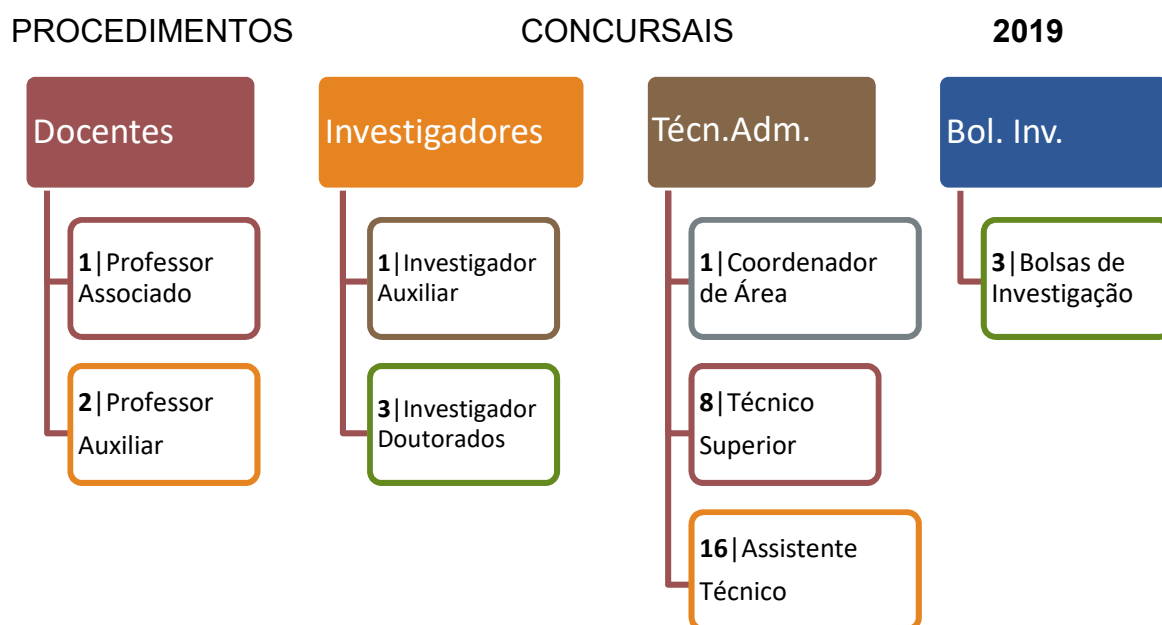 PROCEDIMENTOS CONCURSAIS 2019
Docentes
1|Professor
Associado
2|Professor
Auxiliar
Investigadores
1|Investigador
Auxiliar
3|Investigador
Doutorados
Técn.Adm.
1|Coordenador
de Área
8|Técnico
Superior
16|Assistente
Técnico
Bol. Inv.
3|Bolsas de
Investigação